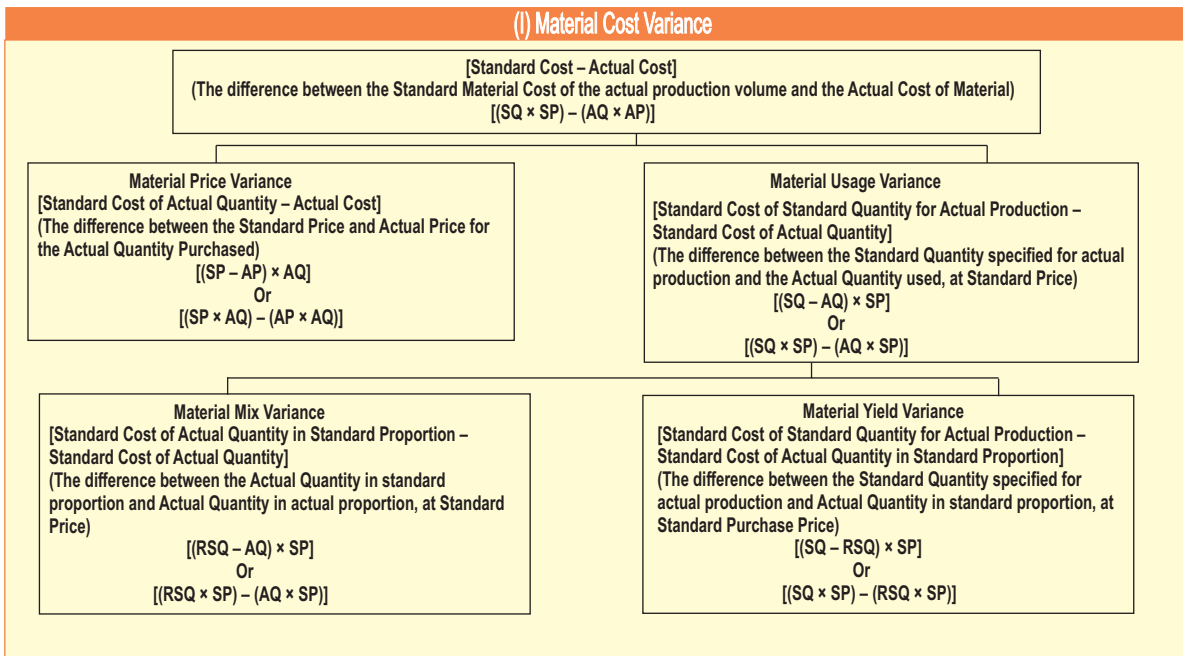 (I) Material Cost Variance
[Standard Cost – Actual Cost]
(The difference between the Standard Material Cost of the actual production volume and the Actual Cost of Material)
[(SQ × SP) – (AQ × AP)]
Material Price Variance
[Standard Cost of Actual Quantity – Actual Cost]
(The difference between the Standard Price and Actual Price for
the Actual Quantity Purchased)
[(SP – AP) × AQ]
Or
[(SP × AQ) – (AP × AQ)]
Material Usage Variance
[Standard Cost of Standard Quantity for Actual Production –
Standard Cost of Actual Quantity]
(The difference between the Standard Quantity specified for actual
production and the Actual Quantity used, at Standard Price)
[(SQ – AQ) × SP]
Or
[(SQ × SP) – (AQ × SP)]
Material Mix Variance
[Standard Cost of Actual Quantity in Standard Proportion –
Standard Cost of Actual Quantity]
(The difference between the Actual Quantity in standard
proportion and Actual Quantity in actual proportion, at Standard
Price)
[(RSQ – AQ) × SP]
Or
[(RSQ × SP) – (AQ × SP)]
Material Yield Variance
[Standard Cost of Standard Quantity for Actual Production –
Standard Cost of Actual Quantity in Standard Proportion]
(The difference between the Standard Quantity specified for
actual production and Actual Quantity in standard proportion, at
Standard Purchase Price)
[(SQ – RSQ) × SP]
Or
[(SQ × SP) – (RSQ × SP)]